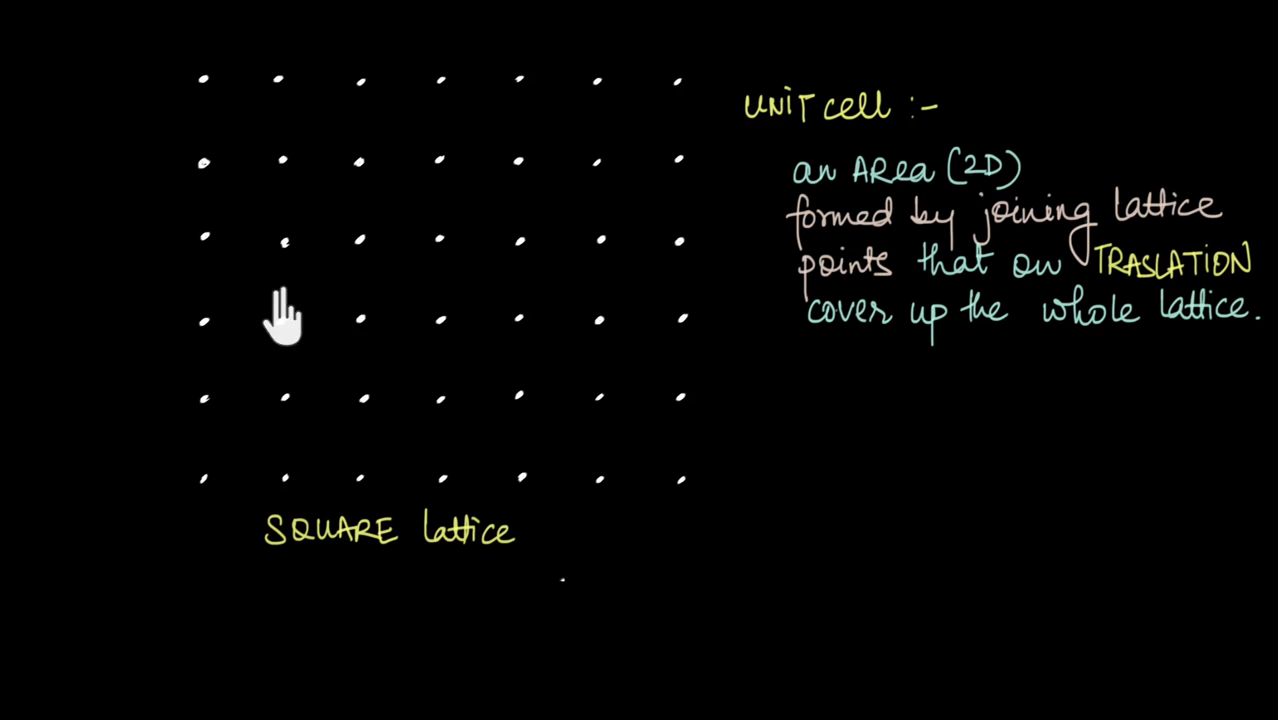 UNIT cell :-
an AREA (2D)
formed by joining lattice
points that on TRASLATION
cover up the whole lattice.
SQUARE lattice